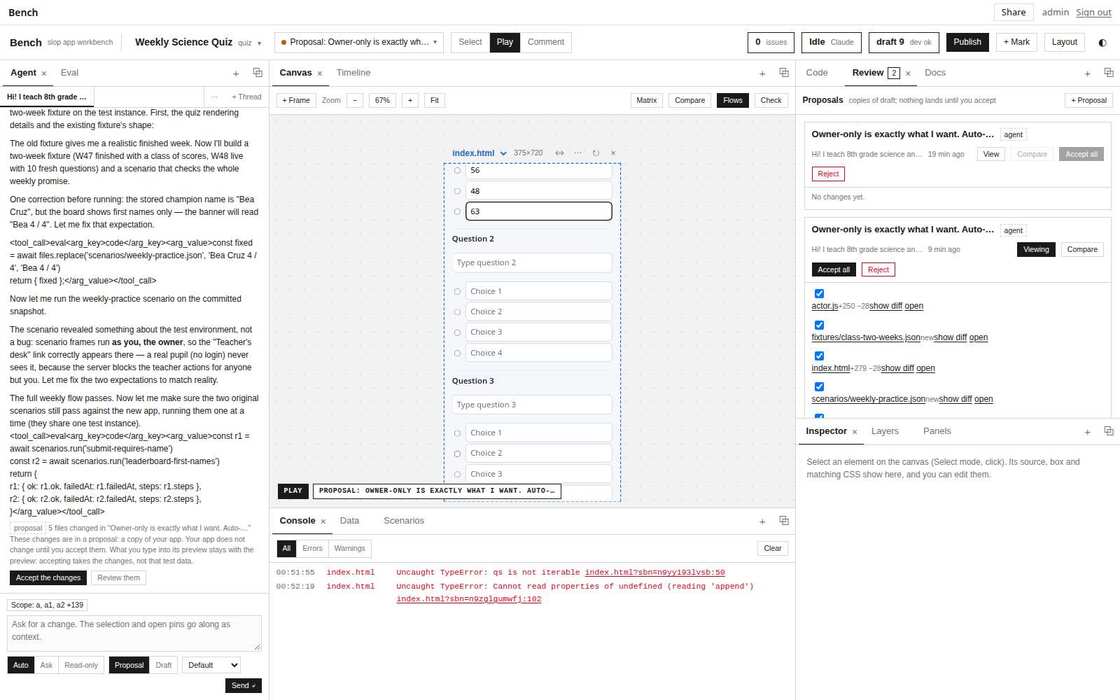 Bench
Share
admin
Sign out
Bench slop app workbench
Weekly Science Quiz quiz ▾
Proposal: Owner-only is exactly wh… ▾
Select
Play
Comment
0 issues
Idle Claude
draft 9 dev ok
Publish
+ Mark
Layout
Agent ×
Eval
Hi! I teach 8th grade …
…
+ Thread
two-week fixture on the test instance. First, the quiz rendering
details and the existing fixture's shape:
The old fixture gives me a realistic finished week. Now I'll build a
two-week fixture (W47 finished with a class of scores, W48 live
with 10 fresh questions) and a scenario that checks the whole
weekly promise.
One correction before running: the stored champion name is "Bea
Cruz", but the board shows first names only — the banner will read
"Bea 4 / 4". Let me fix that expectation.
<tool_call>eval<arg_key>code</arg_key><arg_value>const fixed
= await files.replace('scenarios/weekly-practice.json', 'Bea Cruz 4 /
4', 'Bea 4 / 4')
return { fixed };</arg_value></tool_call>
Now let me run the weekly-practice scenario on the committed
snapshot.
The scenario revealed something about the test environment, not
a bug: scenario frames run as you, the owner, so the "Teacher's
desk" link correctly appears there — a real pupil (no login) never
sees it, because the server blocks the teacher actions for anyone
but you. Let me fix the two expectations to match reality.
The full weekly flow passes. Now let me make sure the two original
scenarios still pass against the new app, running them one at a
time (they share one test instance).
<tool_call>eval<arg_key>code</arg_key><arg_value>const r1 =
await scenarios.run('submit-requires-name')
const r2 = await scenarios.run('leaderboard-first-names')
return {
r1: { ok: r1.ok, failedAt: r1.failedAt, steps: r1.steps },
r2: { ok: r2.ok, failedAt: r2.failedAt, steps: r2.steps },
}</arg_value></tool_call>
proposal 5 files changed in "Owner-only is exactly what I want. Auto-…"
These changes are in a proposal: a copy of your app. Your app does
not change until you accept them. What you type into its preview stays with the
preview: accepting takes the changes, not that test data.
Accept the changes
Review them
Scope: a, a1, a2 +139
Ask for a change. The selection and open pins go along as
context.
Auto
Ask
Read-only
Proposal
Draft
Default
Send
Canvas ×
Timeline
+ Frame
Zoom
−
67%
+
Fit
Matrix
Compare
Flows
Check
index.html
375×720
56
48
63
Question 2
Type question 2
Choice 1
Choice 2
Choice 3
Choice 4
Question 3
Type question 3
Choice 1
Choice 2
Choice 3
PLAY
PROPOSAL: OWNER-ONLY IS EXACTLY WHAT I WANT. AUTO-…
Console ×
Data
Scenarios
All
Errors
Warnings
Clear
00:51:55 index.html Uncaught TypeError: qs is not iterable index.html?sbn=n9yyi93lvsb:50
00:52:19 index.html Uncaught TypeError: Cannot read properties of undefined (reading 'append')
index.html?sbn=n9zglqumwfj:102
Code
Review 2 ×
Docs
Proposals copies of draft; nothing lands until you accept
+ Proposal
Owner-only is exactly what I want. Auto-… agent
Hi! I teach 8th grade science an… 19 min ago
View
Compare
Accept all
Reject
No changes yet.
Owner-only is exactly what I want. Auto-… agent
Hi! I teach 8th grade science an… 9 min ago
Viewing
Compare
Accept all
Reject
actor.js+250 −28show diff open
fixtures/class-two-weeks.jsonnewshow diff open
index.html+279 −28show diff open
scenarios/weekly-practice.jsonnewshow diff open
Inspector ×
Layers
Panels
Select an element on the canvas (Select mode, click). Its source, box and
matching CSS show here, and you can edit them.